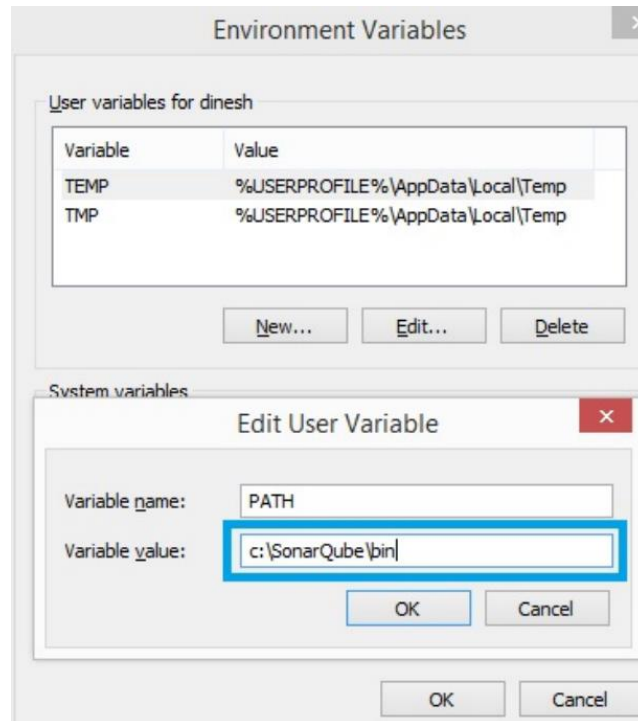 Environment Variables
User variables for dinesh
Variable Value
TEMP %USERPROFILE%\AppData\Local\Temp
TMP %USERPROFILE%\AppData\Local\Temp
New... Edit... Delete
System variables
Edit User Variable
Variable name: PATH
Variable value: c:\SonarQube\bin
OK Cancel
OK Cancel